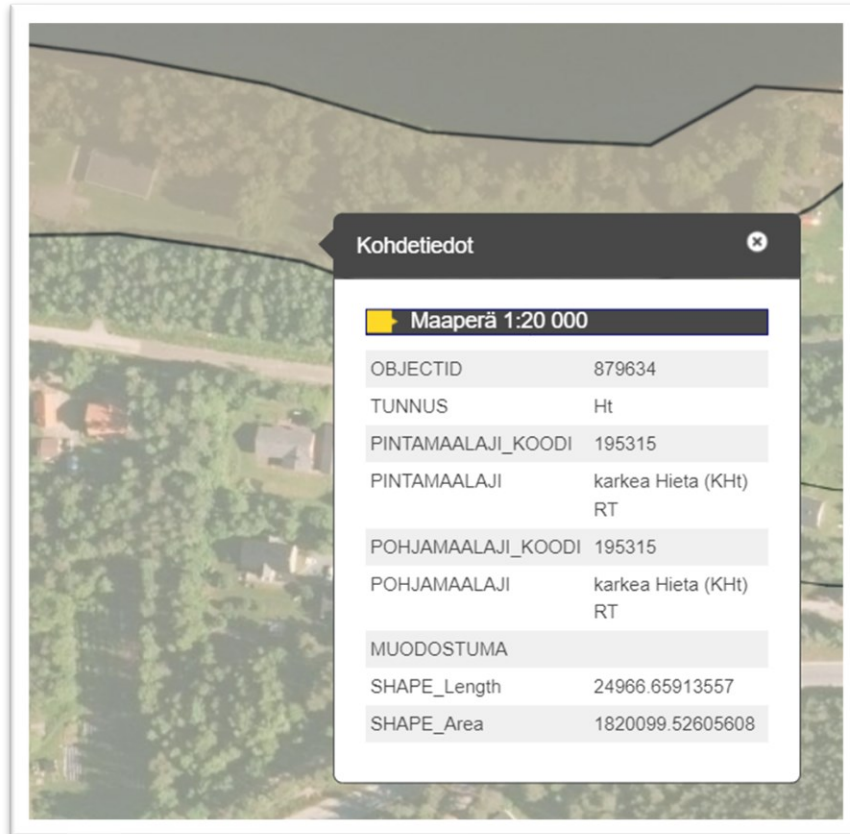 Kohdetiedot
Maaperä 1:20 000
OBJECTID 879634
TUNNUS Ht
PINTAMAALAJI_KOODI 195315
PINTAMAALAJI karkea Hieta (KHt)
RT
POHJAMAALAJI_KOODI 195315
POHJAMAALAJI karkea Hieta (KHt)
RT
MUODOSTUMA
SHAPE_Length 24966.65913557
SHAPE_Area 1820099.52605608